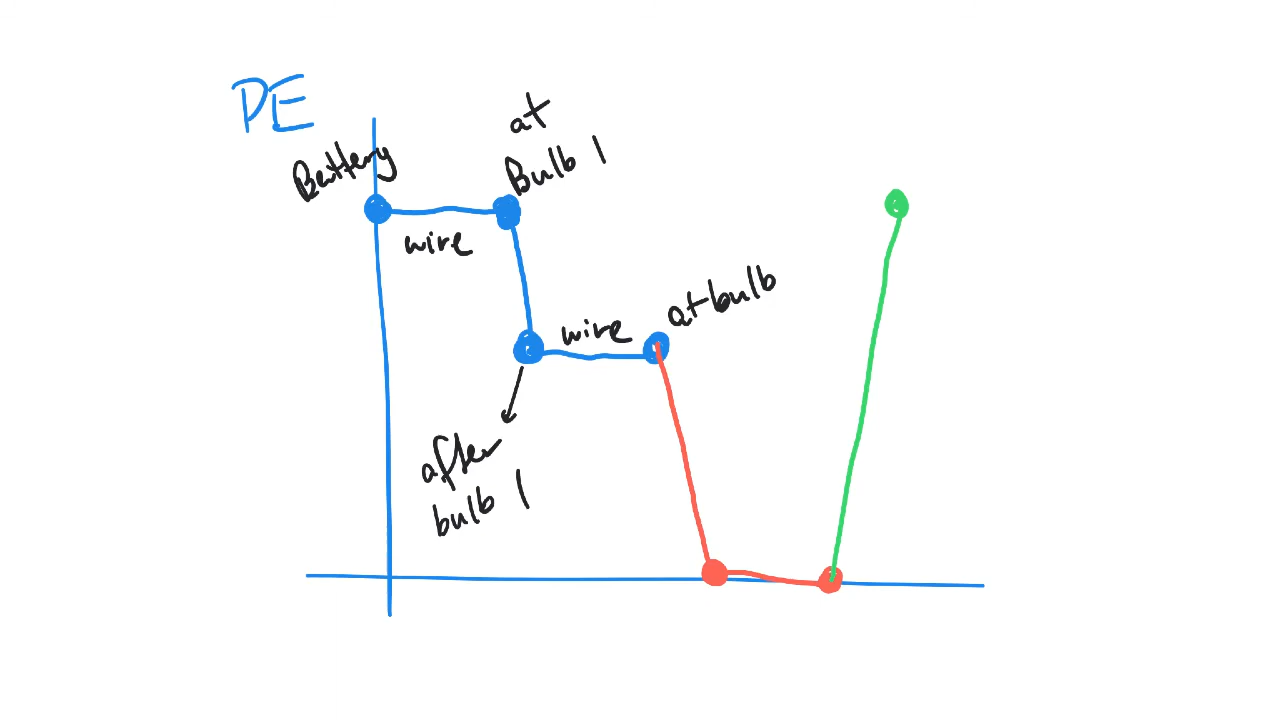 PE
Battery
at
Bulb 1
wire
wire
at bulb
after
bulb 1